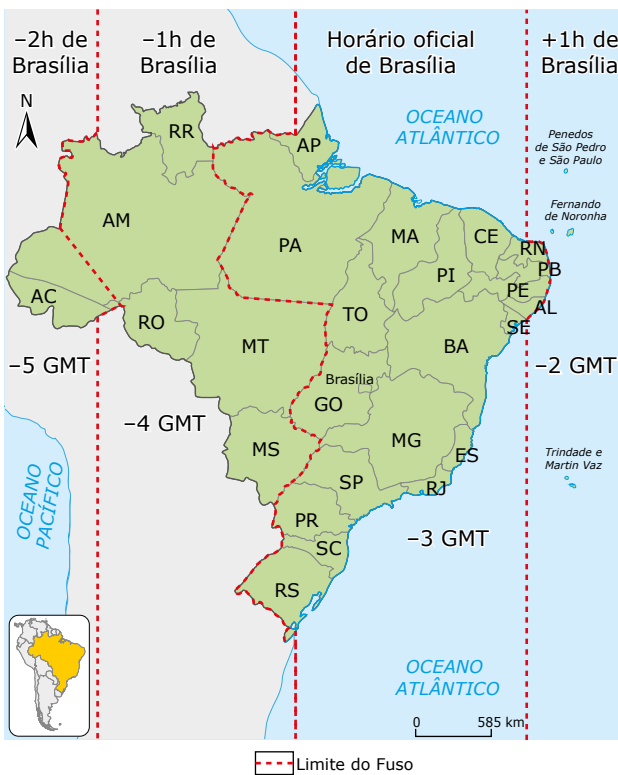 –2h de
Brasília
–1h de
Brasília
Horário oficial
de Brasília
+1h de
Brasília
N
OCEANO
ATLÂNTICO
Penedos
de São Pedro
e São Paulo
Fernando
de Noronha
RR
AP
AM
PA
MA
CE
RN
PB
PI
PE
AL
SE
AC
RO
TO
MT
BA
–5 GMT
–2 GMT
Brasília
GO
–4 GMT
MG
MS
ES
Trindade e
Martin Vaz
SP
RJ
OCEANO
PACÍFICO
PR
–3 GMT
SC
RS
OCEANO
ATLÂNTICO
0 585 km
Limite do Fuso